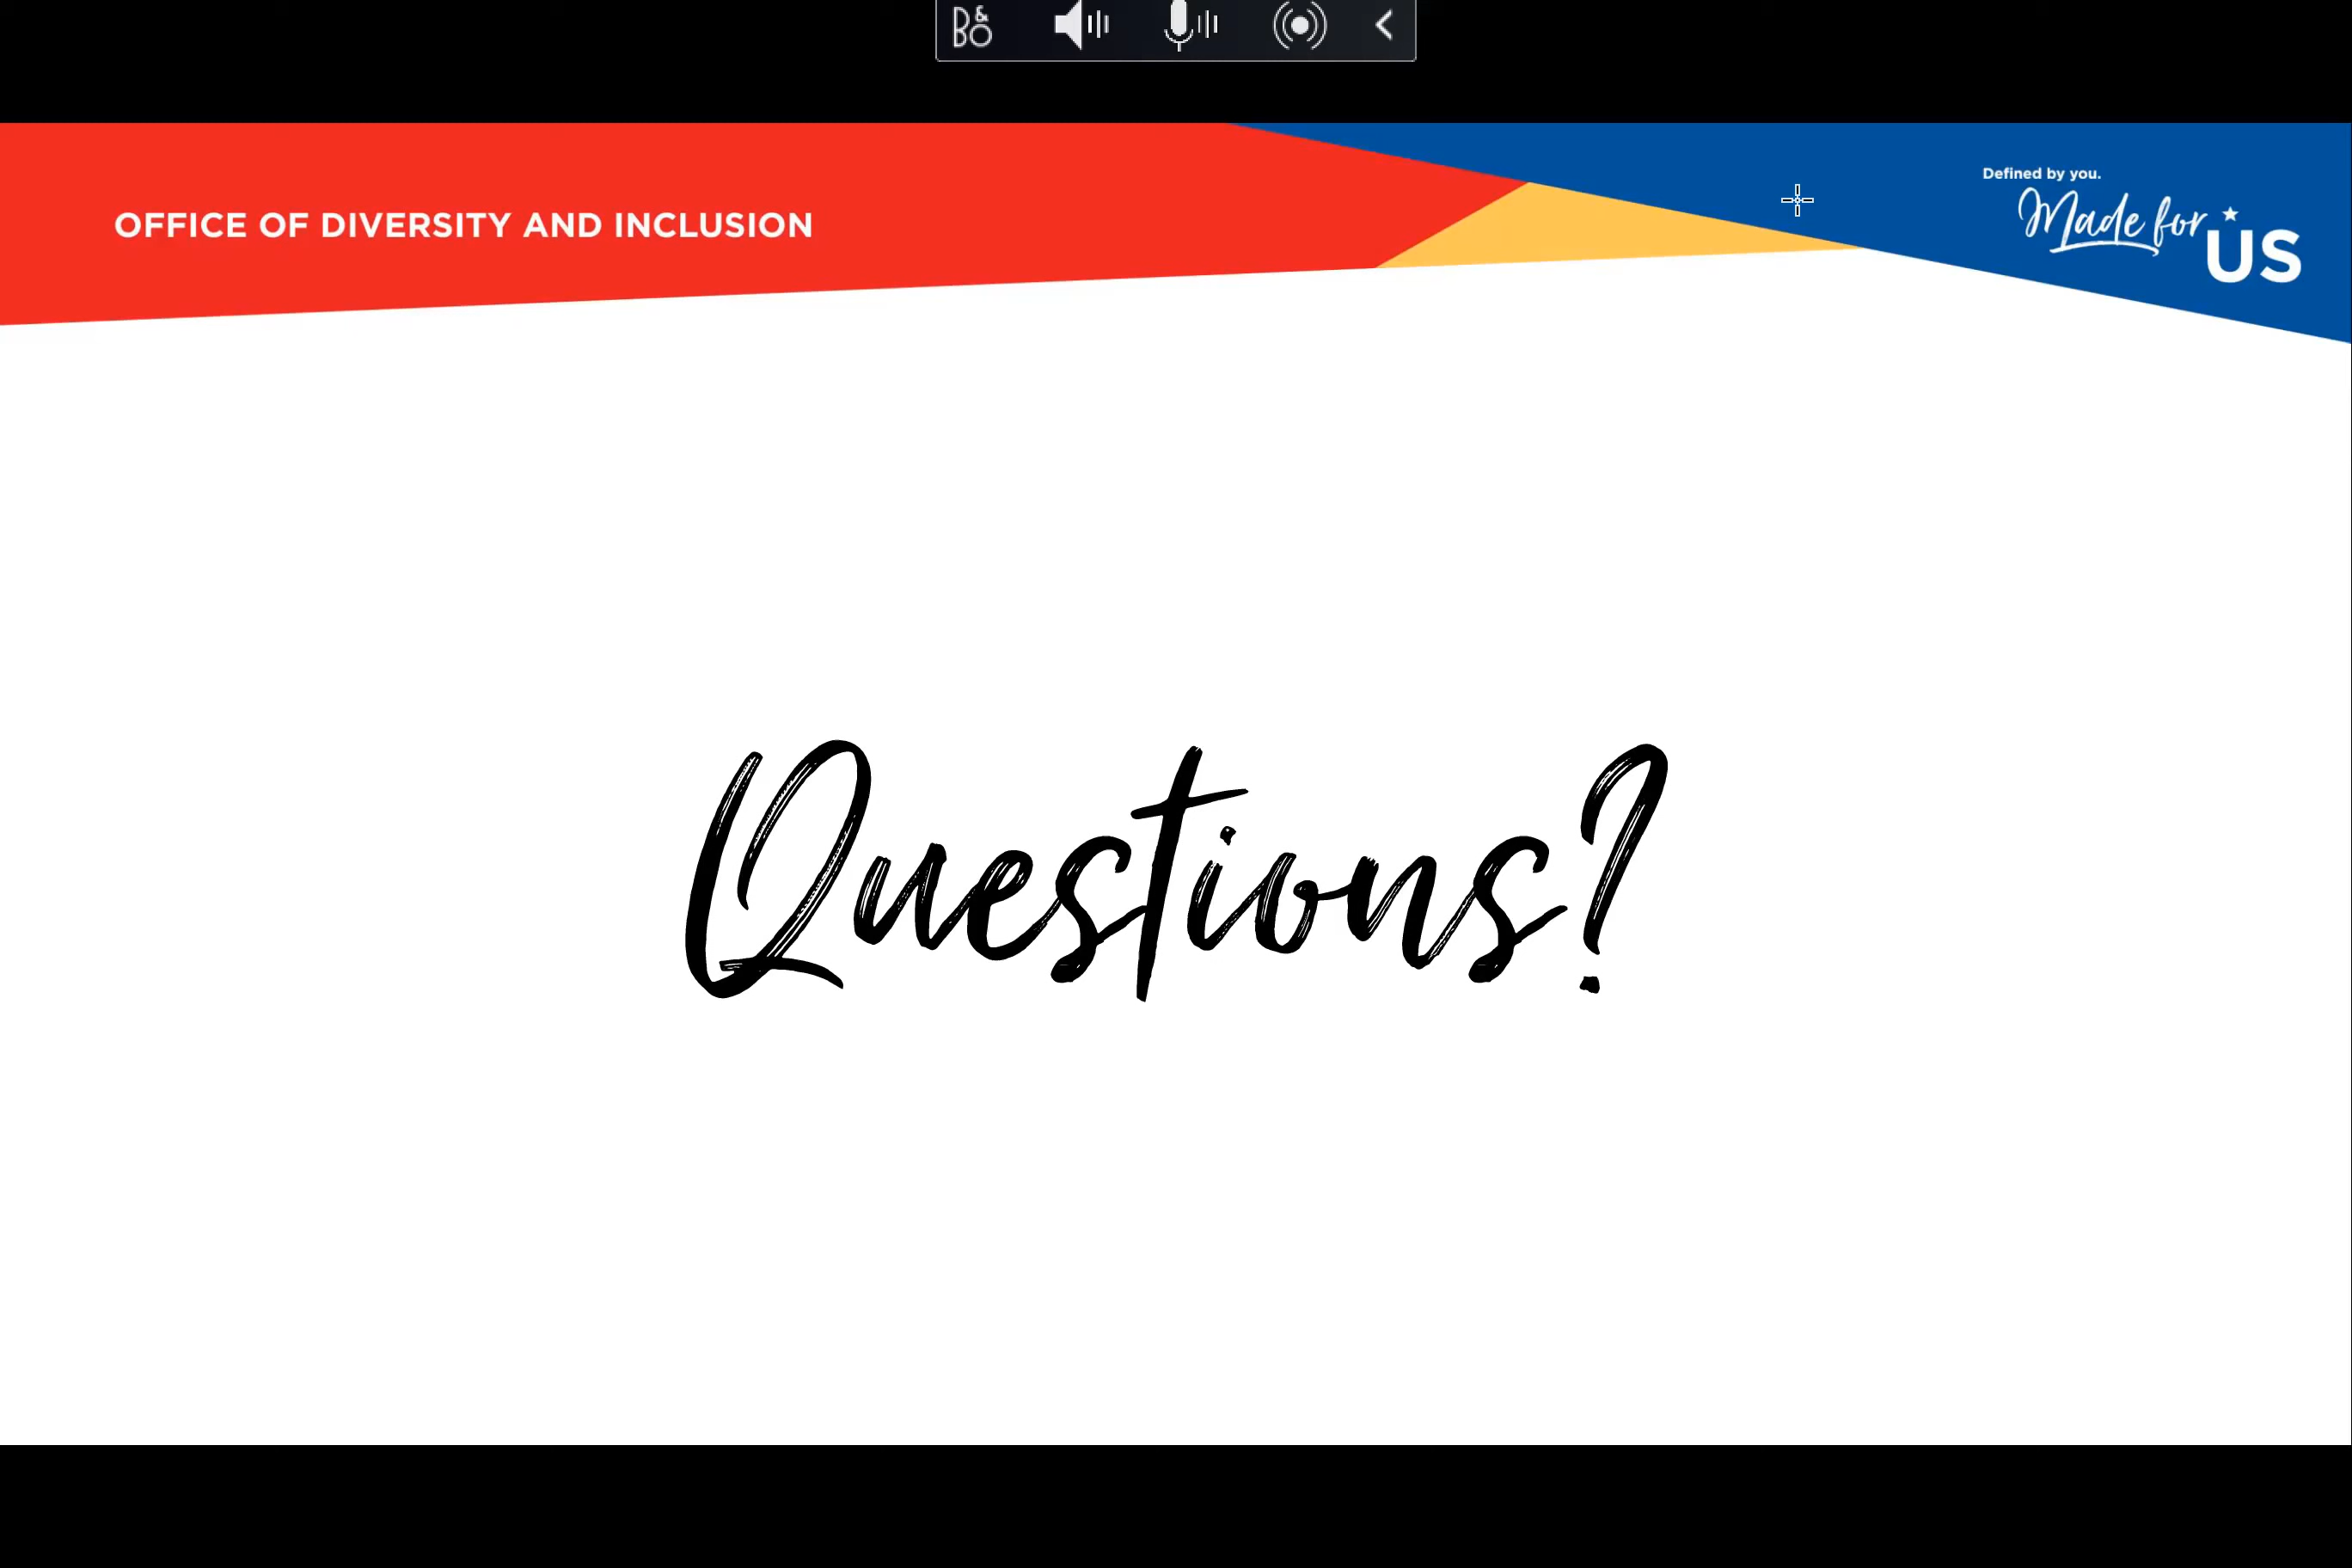 B&O
OFFICE OF DIVERSITY AND INCLUSION
Defined by you.
Made for US
Questions?